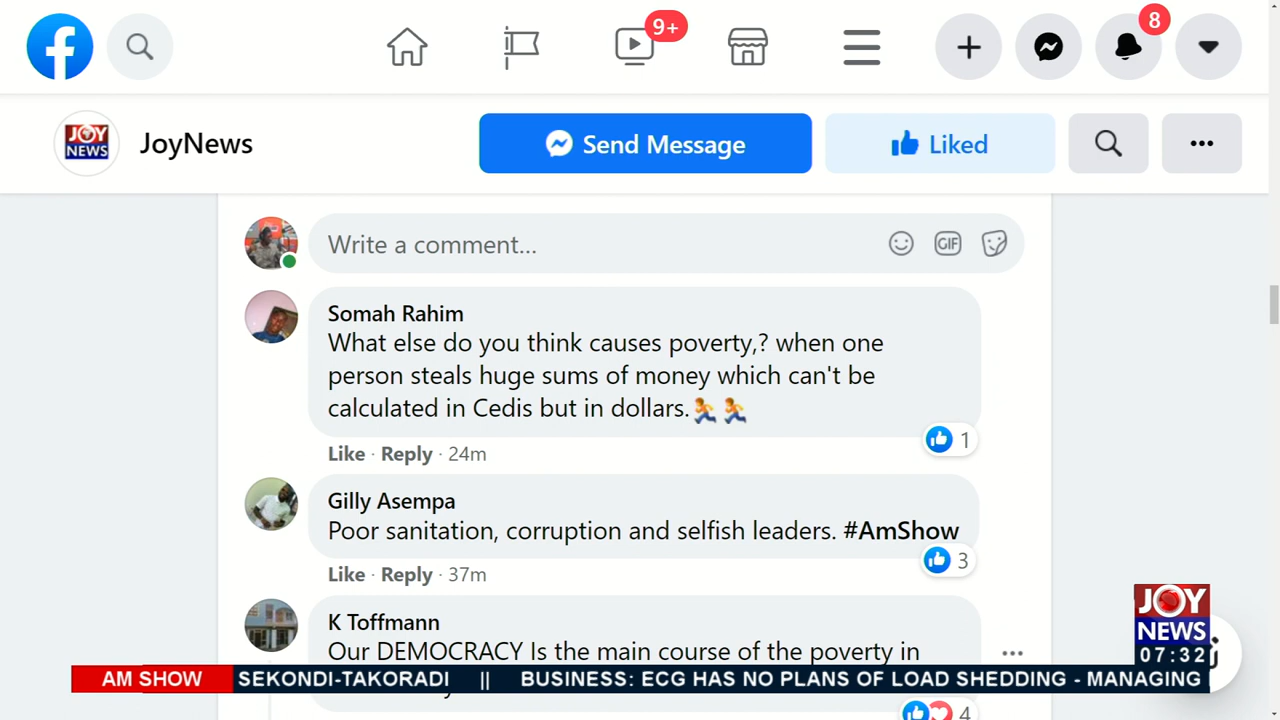 9+
8
JOY
NEWS
JoyNews
Send Message
Liked
Write a comment...
GIF
Somah Rahim
What else do you think causes poverty,? when one
person steals huge sums of money which can't be
calculated in Cedis but in dollars.🏃🏃
1
Like · Reply · 24m
Gilly Asempa
Poor sanitation, corruption and selfish leaders. #AmShow
3
Like · Reply · 37m
K Toffmann
Our DEMOCRACY Is the main course of the poverty in
4
JOY
NEWS
07:32
AM SHOW
SEKONDI-TAKORADI || BUSINESS: ECG HAS NO PLANS OF LOAD SHEDDING - MANAGING